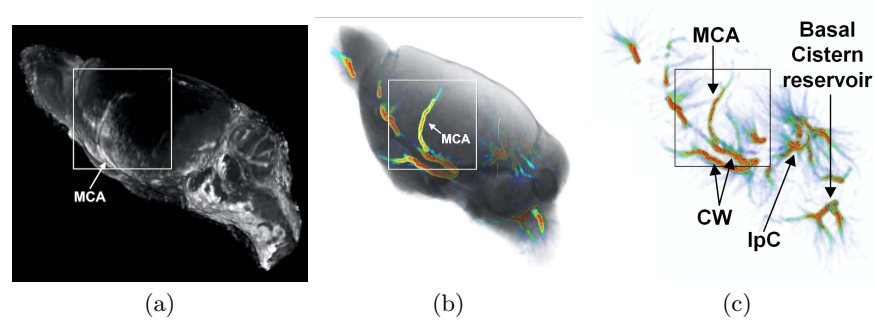 MCA
(a)
MCA
(b)
MCA
Basal
Cistern
reservoir
CW
IpC
(c)